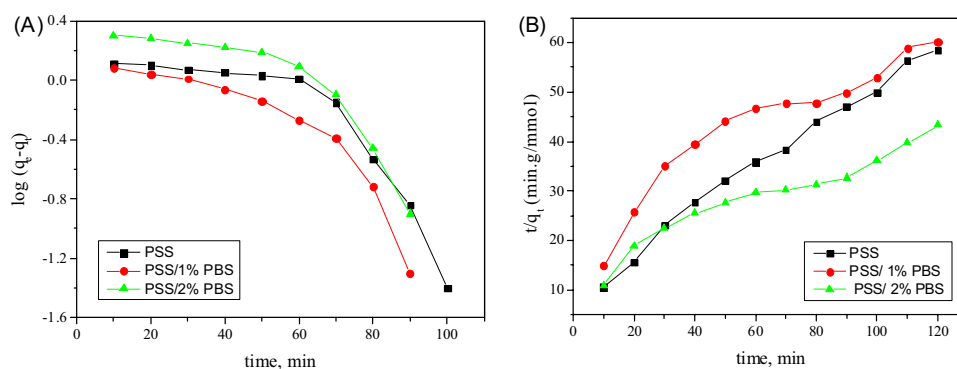 (A)
0.4
0.0
-0.4
-0.8
-1.2
-1.6
log (qe-qt)
PSS
PSS/1% PBS
PSS/2% PBS
0
20
40
60
80
100
time, min
(B)
60
50
40
30
20
10
t/qt (min.g/mmol)
PSS
PSS/ 1% PBS
PSS/ 2% PBS
0
20
40
60
80
100
120
time, min